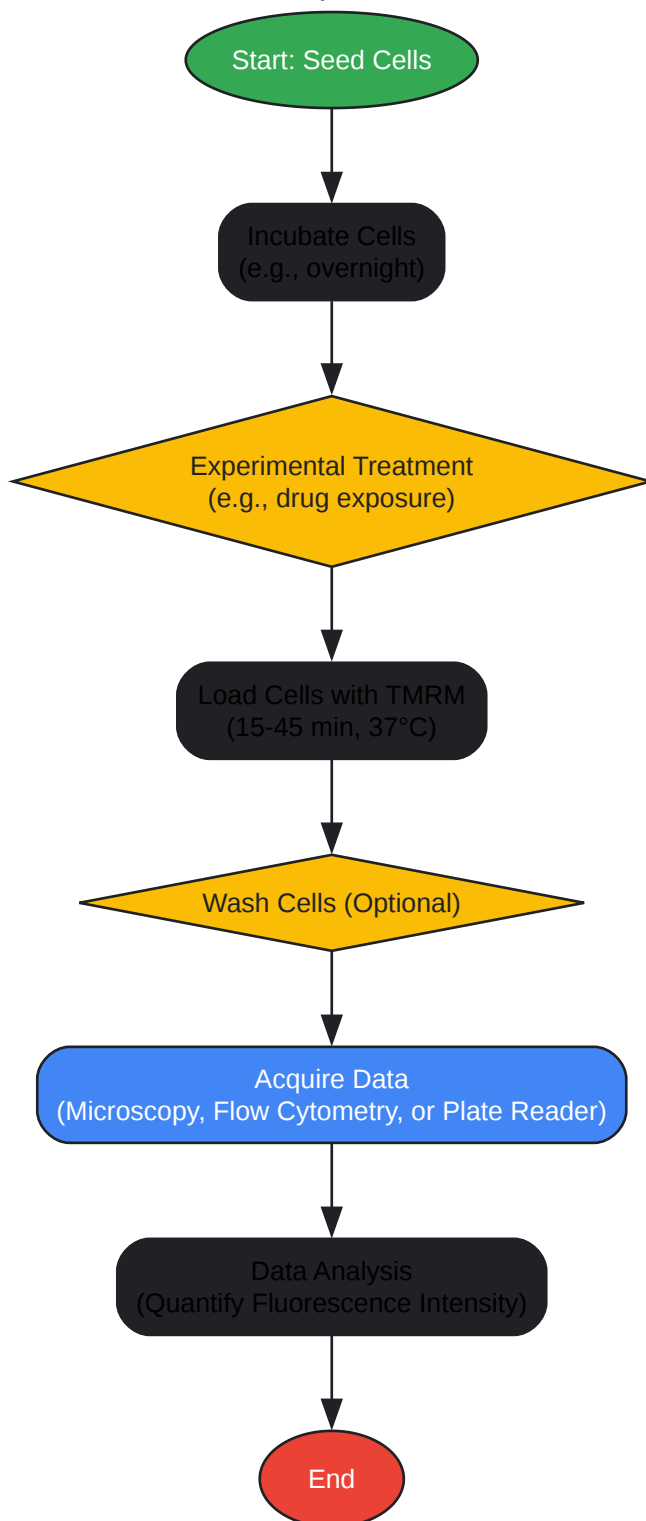 Start: Seed Cells
Incubate Cells
(e.g., overnight)
Experimental Treatment
(e.g., drug exposure)
Load Cells with TMRM
(15-45 min, 37°C)
Wash Cells (Optional)
Acquire Data
(Microscopy, Flow Cytometry, or Plate Reader)
Data Analysis
(Quantify Fluorescence Intensity)
End